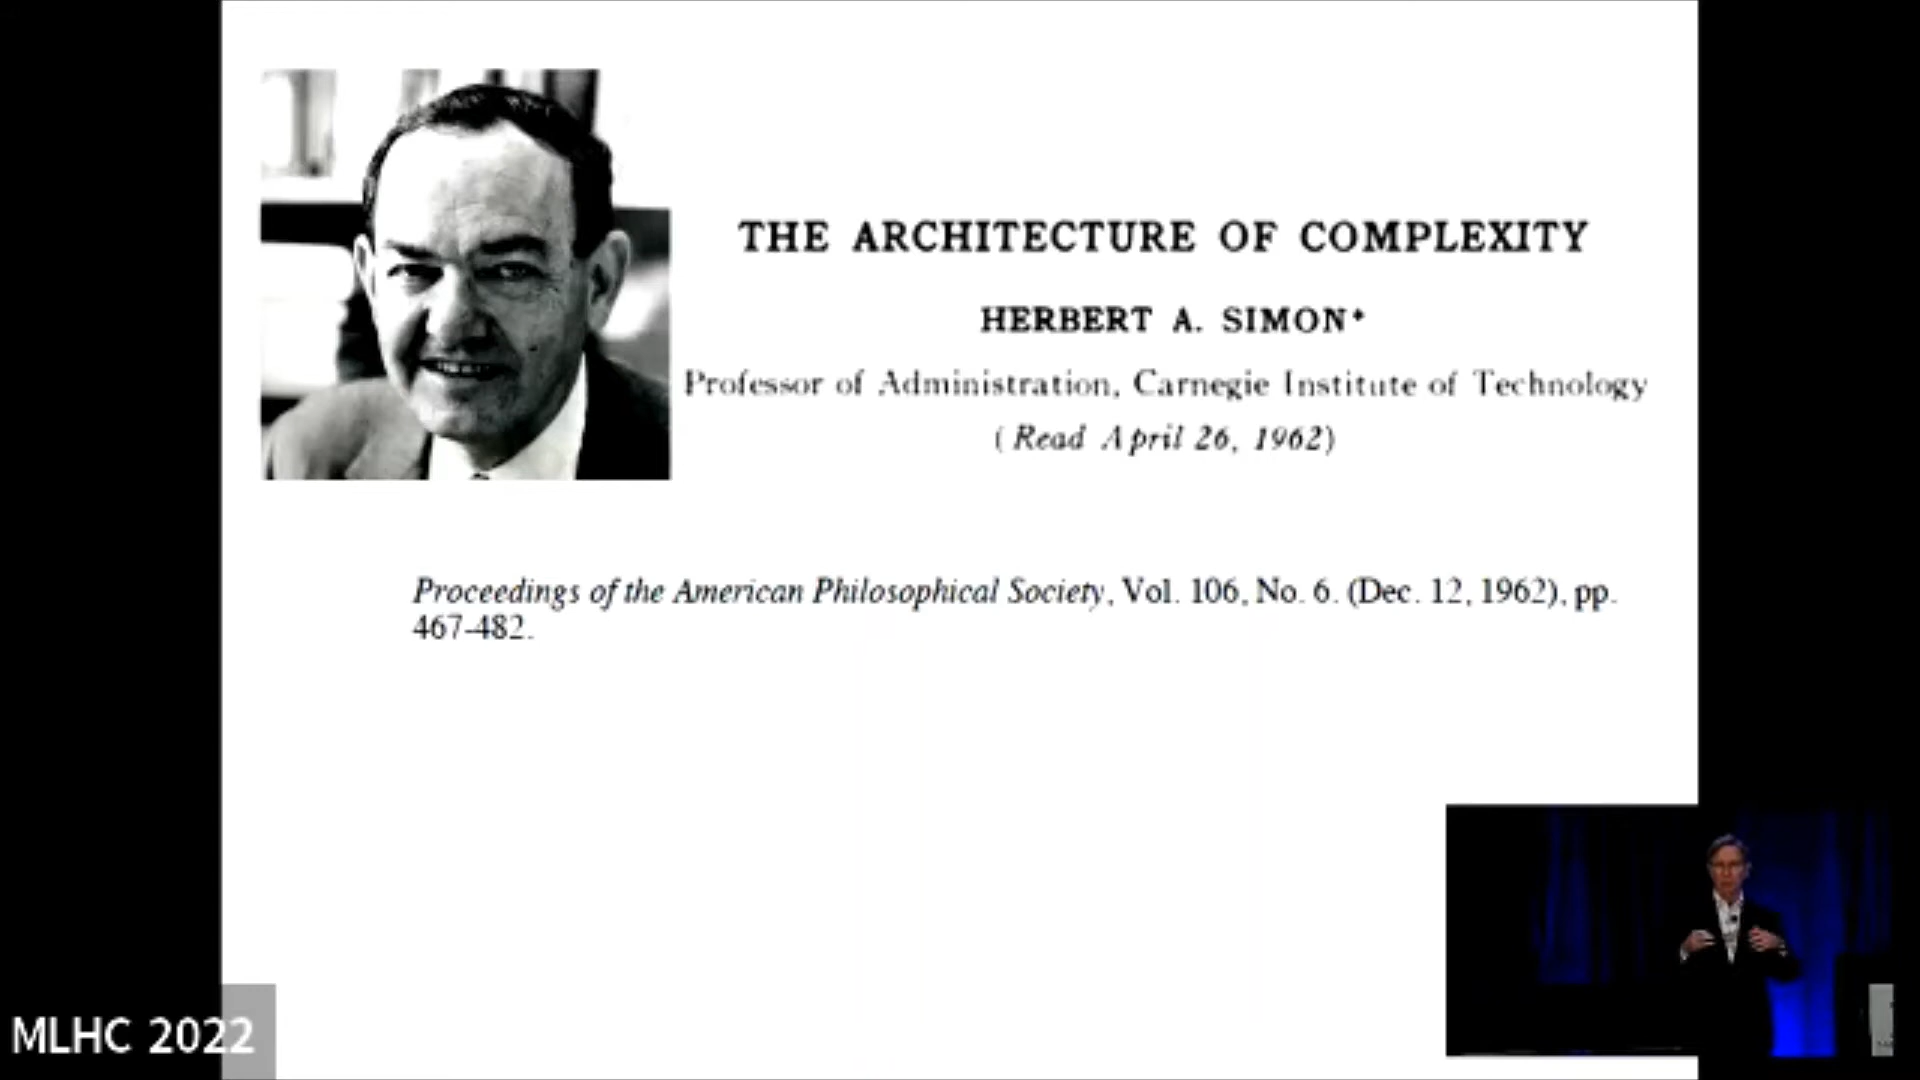 THE ARCHITECTURE OF COMPLEXITY
HERBERT A. SIMON*
Professor of Administration, Carnegie Institute of Technology
(Read April 26, 1962)
Proceedings of the American Philosophical Society, Vol. 106, No. 6. (Dec. 12, 1962), pp.
467-482.
MLHC 2022